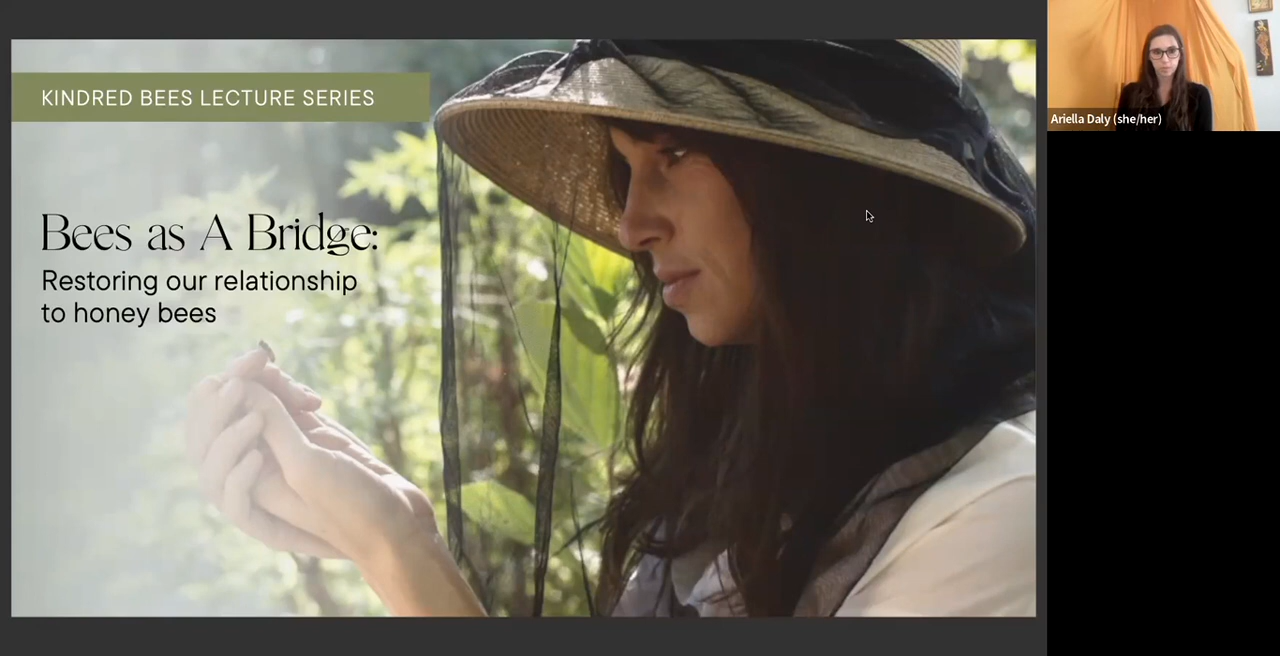 KINDRED BEES LECTURE SERIES
Bees as A Bridge:
Restoring our relationship
to honey bees
Ariella Daly (she/her)